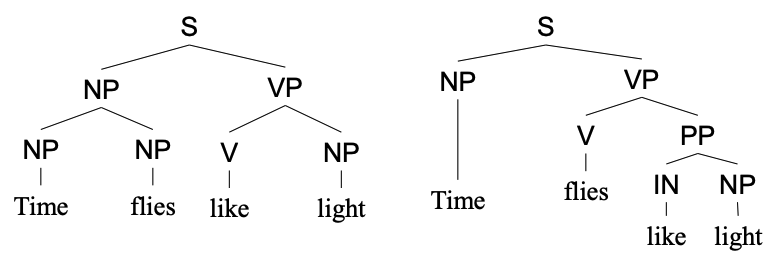 S S
NP VP NP VP
NP NP V NP V PP
Time flies like light Time flies IN NP
like light